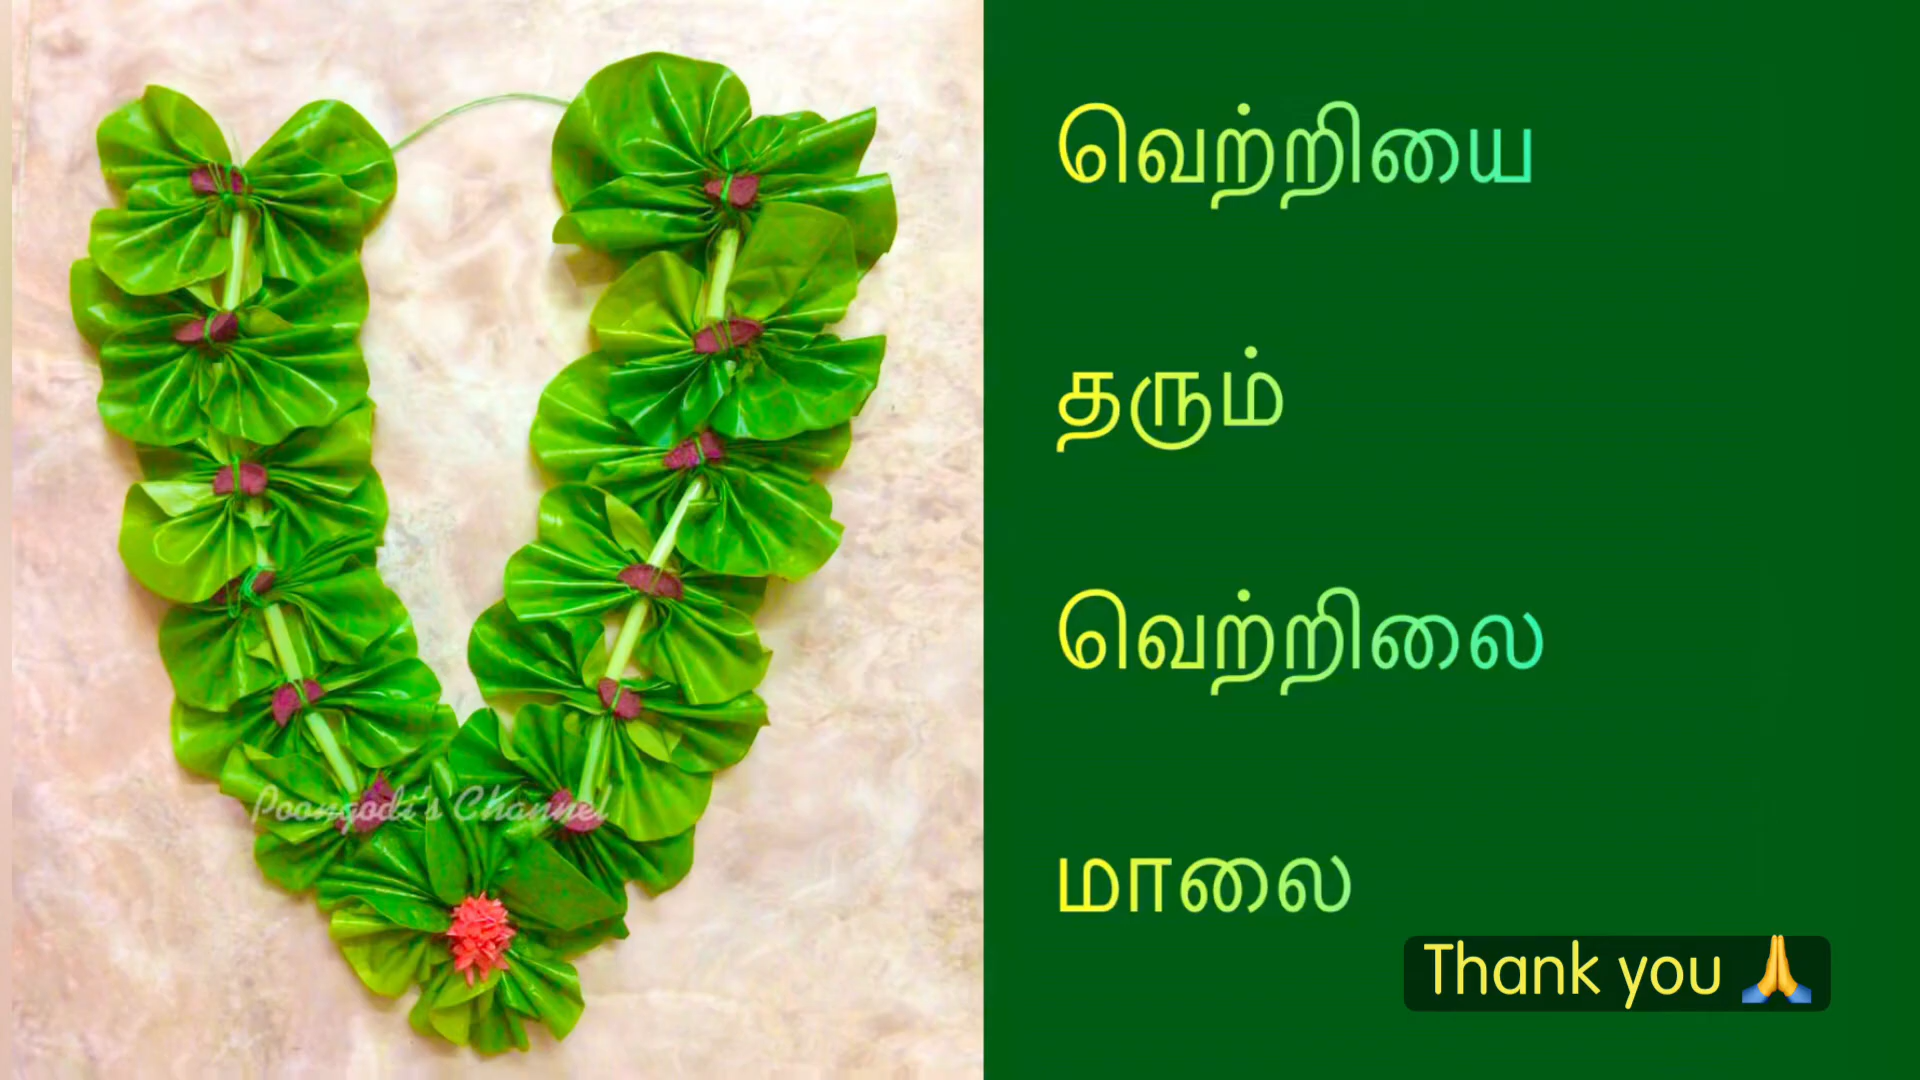 வெற்றியை
தரும்
வெற்றிலை
மாலை
Thank you 🙏
Poongodi's Channel